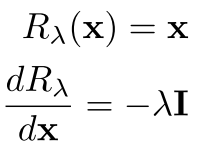 R_λ(𝐱) = 𝐱
dR_λ/d𝐱 = −λ𝐈